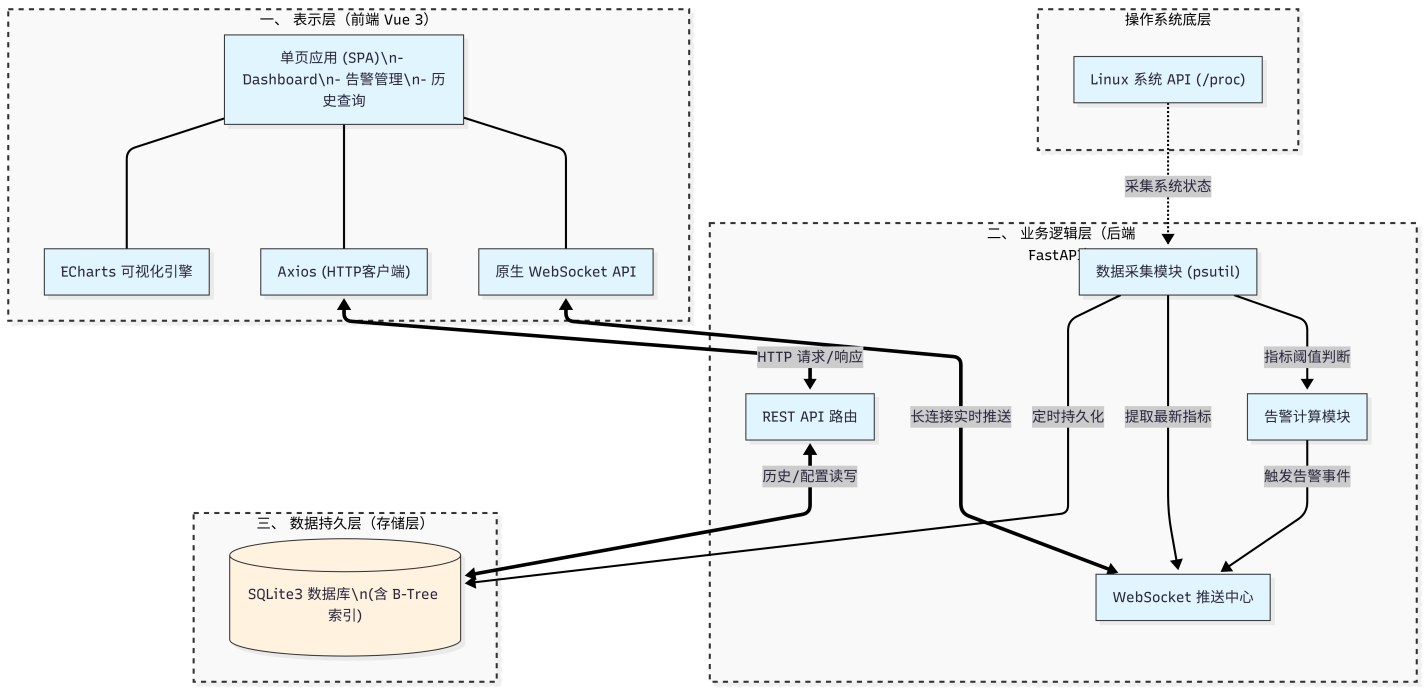 一、 表示层（前端 Vue 3）
单页应用 (SPA)\n-
Dashboard\n- 告警管理\n- 历
史查询
ECharts 可视化引擎
Axios (HTTP客户端)
原生 WebSocket API
操作系统底层
Linux 系统 API (/proc)
采集系统状态
二、 业务逻辑层（后端
FastAPI
数据采集模块 (psutil)
HTTP 请求/响应
指标阈值判断
REST API 路由
长连接实时推送
定时持久化
提取最新指标
告警计算模块
历史/配置读写
触发告警事件
三、 数据持久层（存储层）
SQLite3 数据库\n(含 B-Tree
索引)
WebSocket 推送中心